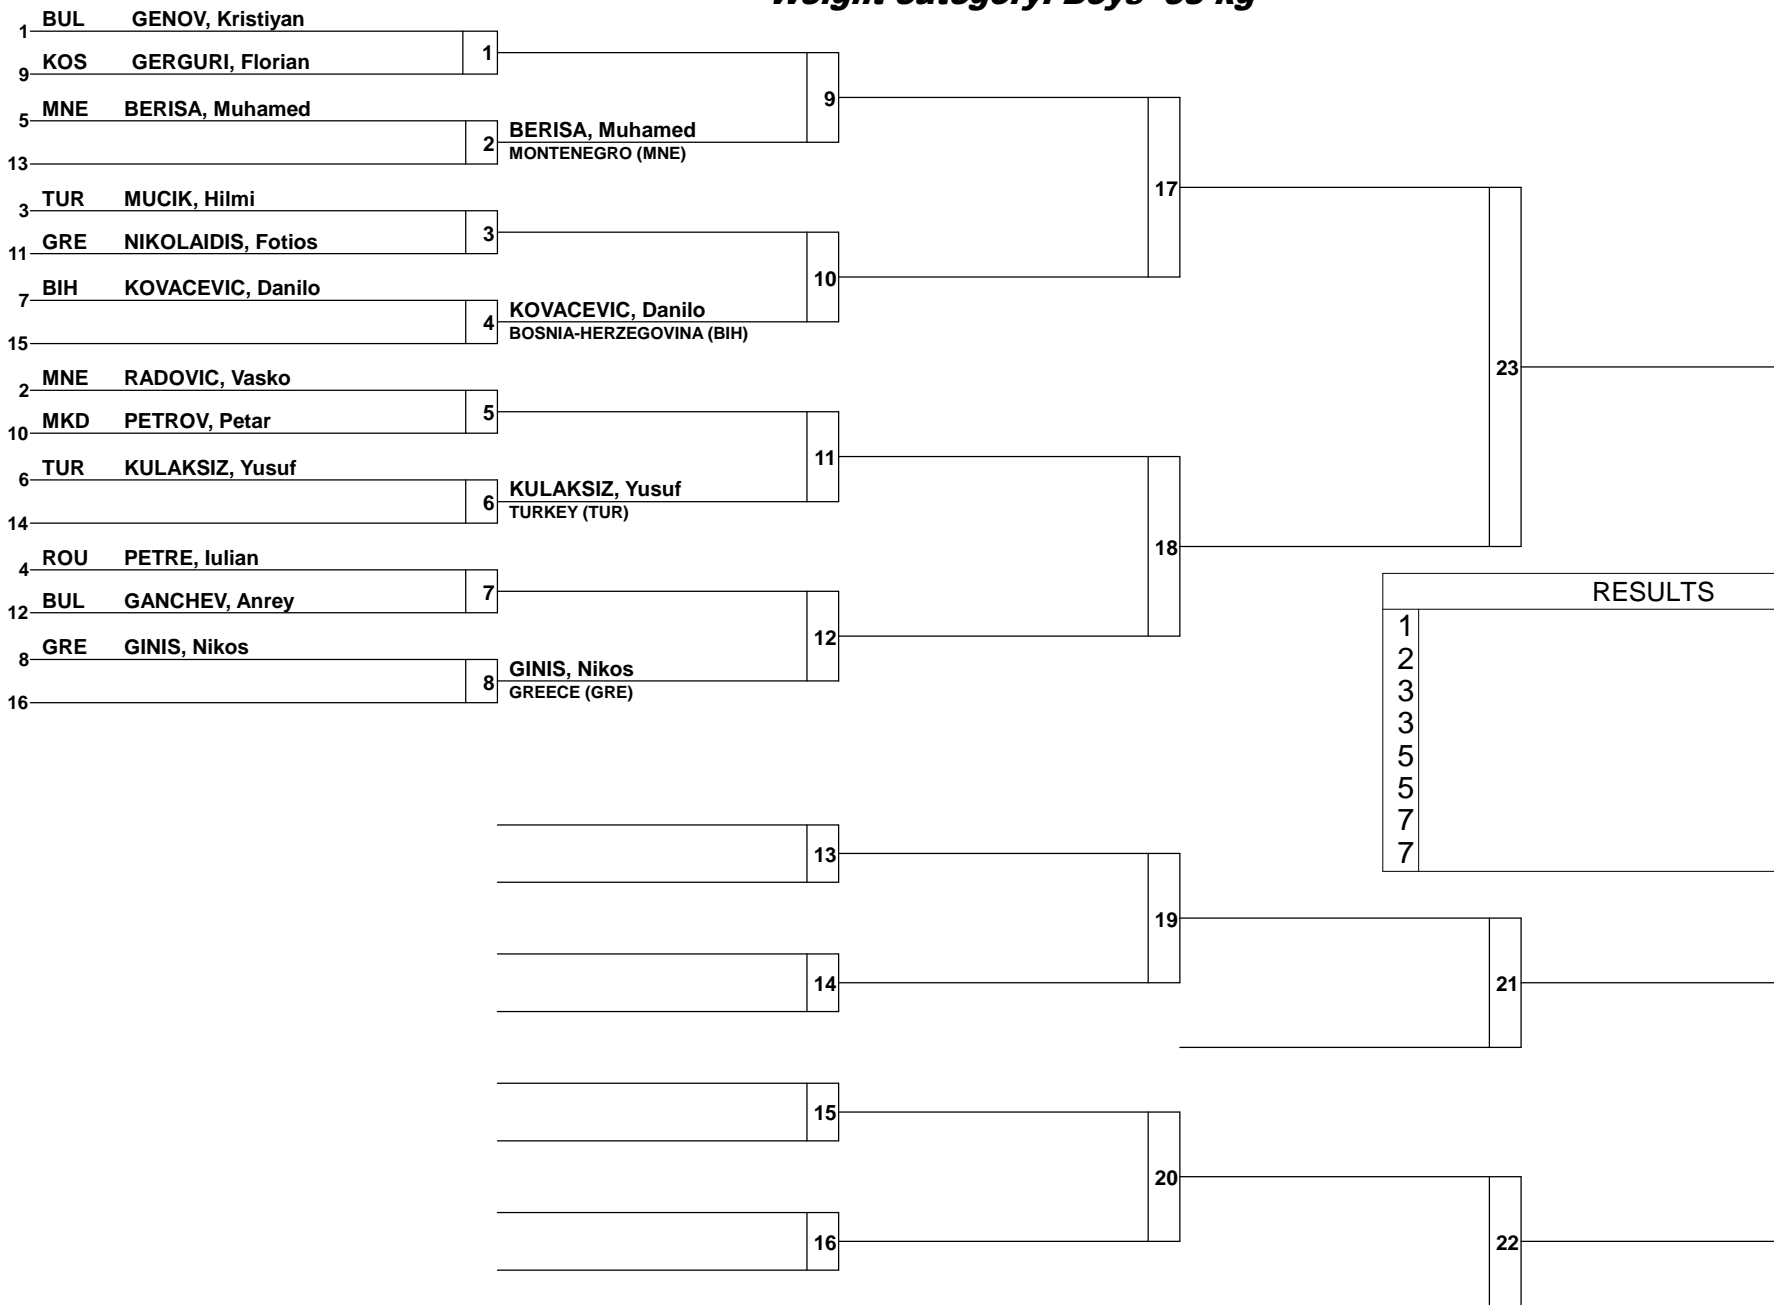 Weight category: Boys -55 kg
1 BUL GENOV, Kristiyan
1
9 KOS GERGURI, Florian
9
5 MNE BERISA, Muhamed
2 BERISA, Muhamed
MONTENEGRO (MNE)
13
17
3 TUR MUCIK, Hilmi
3
11 GRE NIKOLAIDIS, Fotios
10
7 BIH KOVACEVIC, Danilo
4 KOVACEVIC, Danilo
BOSNIA-HERZEGOVINA (BIH)
15
23
2 MNE RADOVIC, Vasko
5
10 MKD PETROV, Petar
11
6 TUR KULAKSIZ, Yusuf
6 KULAKSIZ, Yusuf
TURKEY (TUR)
14
18
4 ROU PETRE, Iulian
7
12 BUL GANCHEV, Anrey
12
8 GRE GINIS, Nikos
8 GINIS, Nikos
GREECE (GRE)
16
RESULTS
1
2
3
3
5
5
7
7
13
19
14
21
15
20
16
22